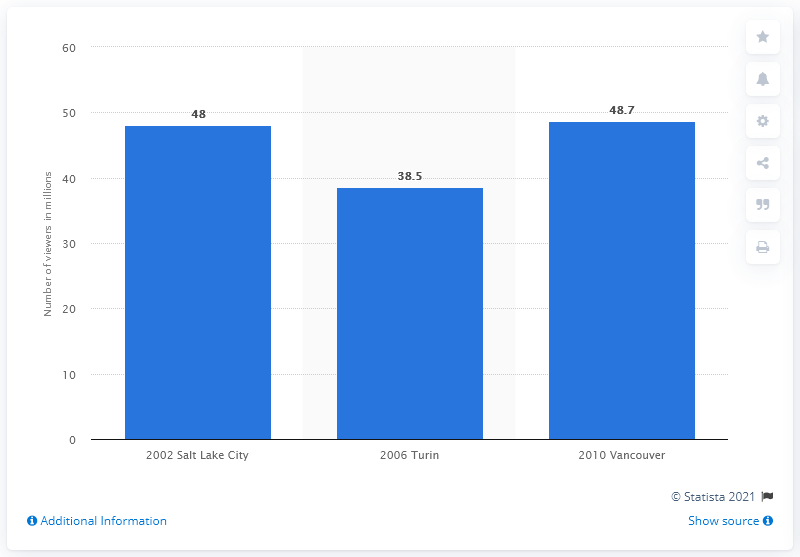 60
50
40
30
20
10
0
Number of viewers in millions
48
38.5
48.7
2002 Salt Lake City
2006 Turin
2010 Vancouver
© Statista 2021
Additional Information
Show source